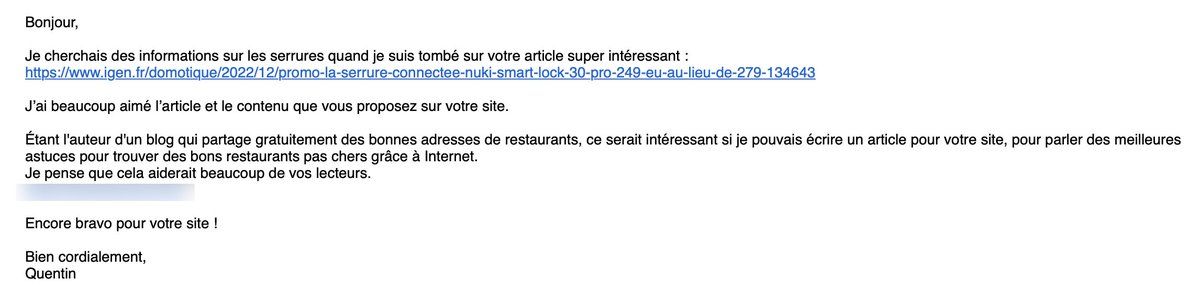 Bonjour,
Je cherchais des informations sur les serrures quand je suis tombé sur votre article super intéressant :
https://www.igen.fr/domotique/2022/12/promo-la-serrure-connectee-nuki-smart-lock-30-pro-249-eu-au-lieu-de-279-134643
J'ai beaucoup aimé l'article et le contenu que vous proposez sur votre site.
Étant l'auteur d'un blog qui partage gratuitement des bonnes adresses de restaurants, ce serait intéressant si je pouvais écrire un article pour votre site, pour parler des meilleures
astuces pour trouver des bons restaurants pas chers grâce à Internet.
Je pense que cela aiderait beaucoup de vos lecteurs.
Encore bravo pour votre site !
Bien cordialement,
Quentin